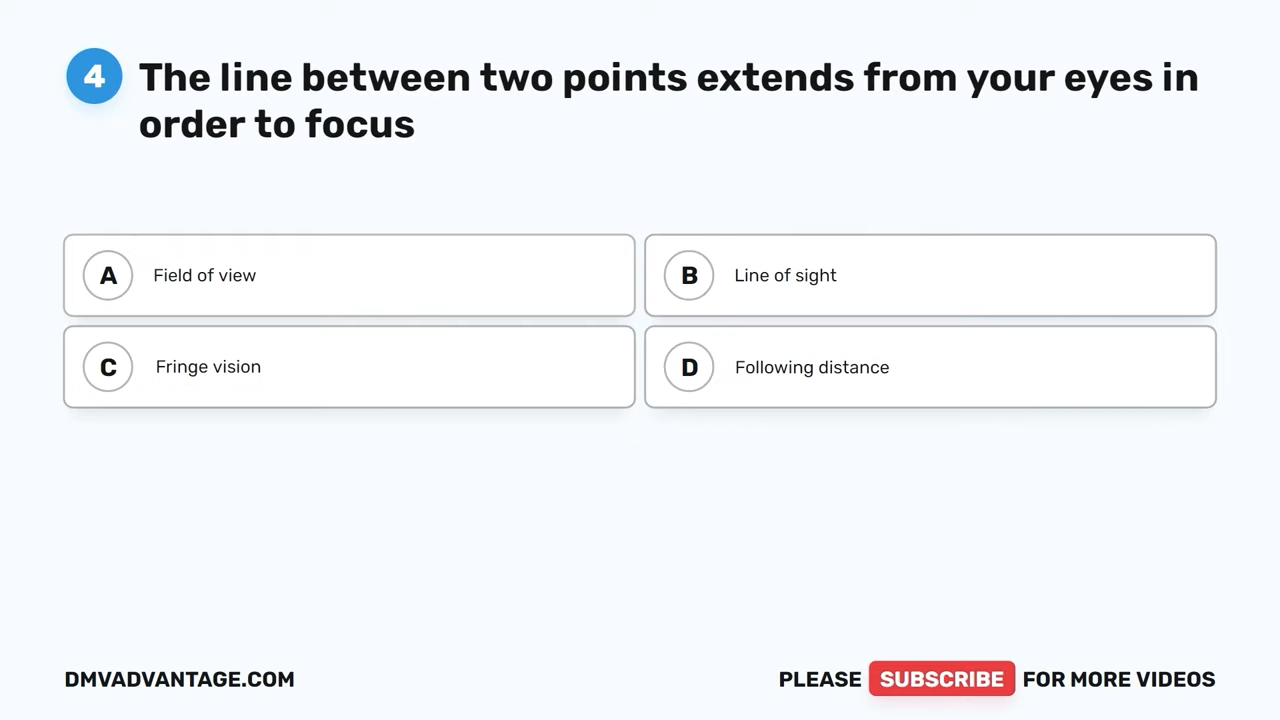 4
The line between two points extends from your eyes in
order to focus
A Field of view
B Line of sight
C Fringe vision
D Following distance
DMVADVANTAGE.COM
PLEASE SUBSCRIBE FOR MORE VIDEOS